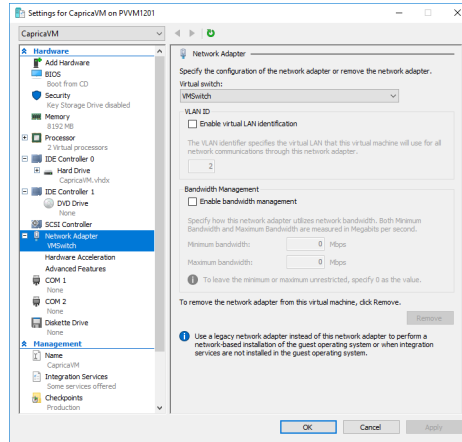 Settings for CapricaVM on PVVM1201
CapricaVM
Hardware
Add Hardware
BIOS
Boot from CD
Security
Key Storage Drive disabled
Memory
8192 MB
Processor
2 Virtual processors
IDE Controller 0
Hard Drive
CapricaVM.vhdx
IDE Controller 1
DVD Drive
None
SCSI Controller
Network Adapter
VMSwitch
Hardware Acceleration
Advanced Features
COM 1
None
COM 2
None
Diskette Drive
None
Management
Name
CapricaVM
Integration Services
Some services offered
Checkpoints
Production
Network Adapter
Specify the configuration of the network adapter or remove the network adapter.
Virtual switch:
VMSwitch
VLAN ID
Enable virtual LAN identification
The VLAN identifier specifies the virtual LAN that this virtual machine will use for all
network communications through this network adapter.
2
Bandwidth Management
Enable bandwidth management
Specify how this network adapter utilizes network bandwidth. Both Minimum
Bandwidth and Maximum Bandwidth are measured in Megabits per second.
Minimum bandwidth: 0 Mbps
Maximum bandwidth: 0 Mbps
To leave the minimum or maximum unrestricted, specify 0 as the value.
To remove the network adapter from this virtual machine, click Remove.
Remove
Use a legacy network adapter instead of this network adapter to perform a
network-based installation of the guest operating system or when integration
services are not installed in the guest operating system.
OK
Cancel
Apply